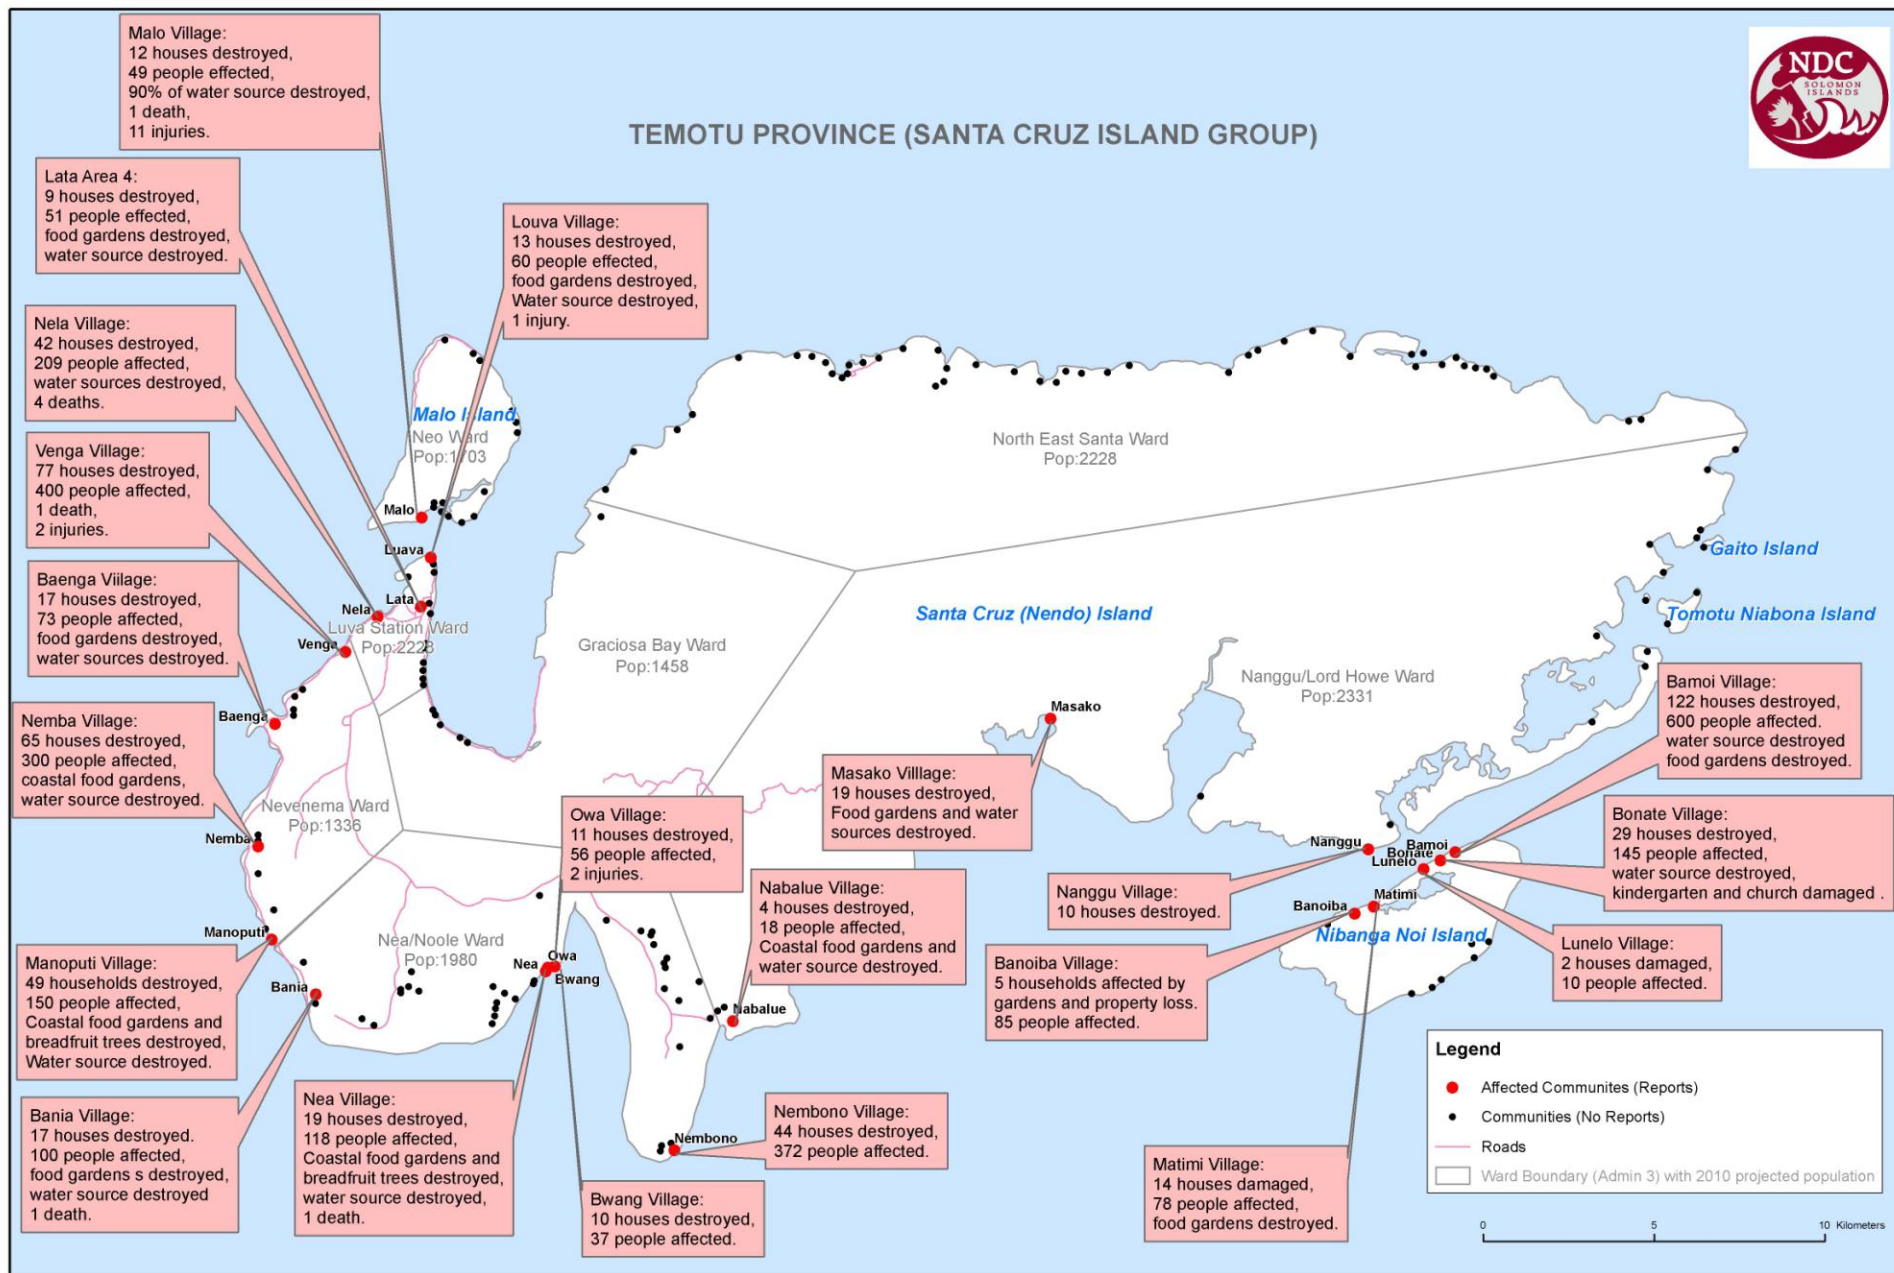 Malo Village:
12 houses destroyed,
49 people effected,
90% of water source destroyed,
1 death,
11 injuries.
NDC
SOLOMON
ISLANDS
TEMOTU PROVINCE (SANTA CRUZ ISLAND GROUP)
Lata Area 4:
9 houses destroyed,
51 people effected,
food gardens destroyed,
water source destroyed.
Louva Village:
13 houses destroyed,
60 people effected,
food gardens destroyed,
Water source destroyed,
1 injury.
Nela Village:
42 houses destroyed,
209 people affected,
water sources destroyed,
4 deaths.
Venga Village:
77 houses destroyed,
400 people affected,
1 death,
2 injuries.
Baenga Village:
17 houses destroyed,
73 people affected,
food gardens destroyed,
water sources destroyed.
Nemba Village:
65 houses destroyed,
300 people affected,
coastal food gardens,
water source destroyed.
Manoputi Village:
49 households destroyed,
150 people affected,
Coastal food gardens and
breadfruit trees destroyed,
Water source destroyed.
Bania Village:
17 houses destroyed.
100 people affected,
food gardens s destroyed,
water source destroyed
1 death.
Nea Village:
19 houses destroyed,
118 people affected,
Coastal food gardens and
breadfruit trees destroyed,
water source destroyed,
1 death.
Bwang Village:
10 houses destroyed,
37 people affected.
Owa Village:
11 houses destroyed,
56 people affected,
2 injuries.
Nabalue Village:
4 houses destroyed,
18 people affected,
Coastal food gardens and
water source destroyed.
Nembono Village:
44 houses destroyed,
372 people affected.
Masako Villlage:
19 houses destroyed,
Food gardens and water
sources destroyed.
Nanggu Village:
10 houses destroyed.
Banoiba Village:
5 households affected by
gardens and property loss.
85 people affected.
Matimi Village:
14 houses damaged,
78 people affected,
food gardens destroyed.
Bamoi Village:
122 houses destroyed,
600 people affected.
water source destroyed
food gardens destroyed.
Bonate Village:
29 houses destroyed,
145 people affected,
water source destroyed,
kindergarten and church damaged .
Lunelo Village:
2 houses damaged,
10 people affected.
Malo Island
Neo Ward
Pop:1703
Malo
Luava
Lata
Nela
Luva Station Ward
Pop:2228
Venga
Baenga
Nevenema Ward
Pop:1336
Nemba
Manoputi
Bania
Nea/Noole Ward
Pop:1980
Nea
Owa
Bwang
Nabalue
Nembono
North East Santa Ward
Pop:2228
Graciosa Bay Ward
Pop:1458
Santa Cruz (Nendo) Island
Nanggu/Lord Howe Ward
Pop:2331
Gaito Island
Tomotu Niabona Island
Masako
Nanggu
Bamoi
Bonate
Lunelo
Matimi
Banoiba
Nibanga Noi Island
Legend
Affected Communites (Reports)
Communities (No Reports)
Roads
Ward Boundary (Admin 3) with 2010 projected population
0 5 10 Kilometers